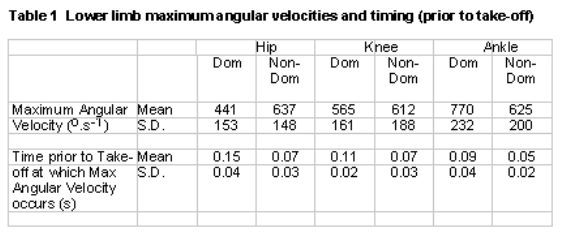 Table 1 Lower limb maximum angular velocities and timing (prior to take-off)
Hip Knee Ankle
Dom Non-Dom Dom Non-Dom Dom Non-Dom
Maximum Angular Mean 441 637 565 612 770 625
Velocity (º.s-1) S.D. 153 148 161 188 232 200
Time prior to Take- Mean 0.15 0.07 0.11 0.07 0.09 0.05
off at which Max S.D. 0.04 0.03 0.02 0.03 0.04 0.02
Angular Velocity
occurs (s)